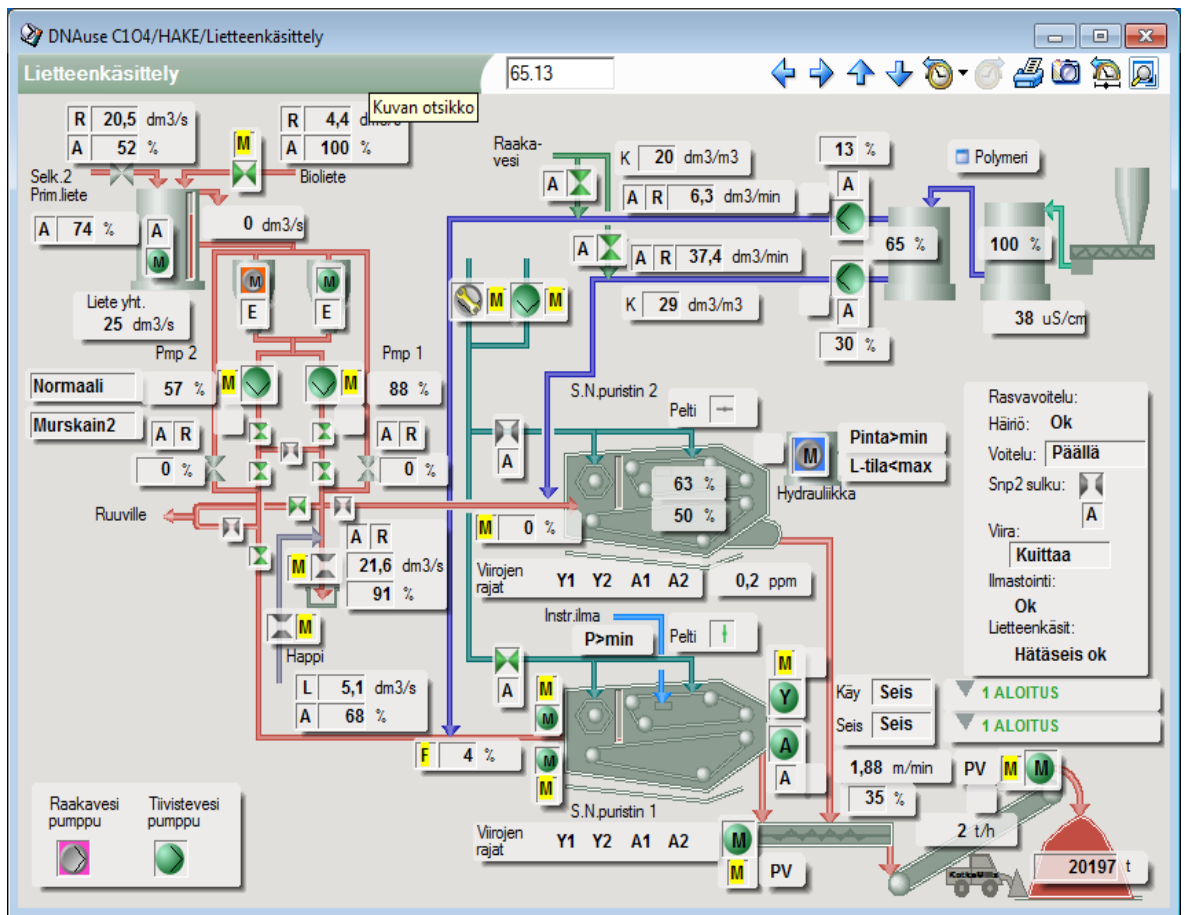 DNAuse C1O4/HAKE/Lietteenkäsittely
Lietteenkäsittely
65.13
Kuvan otsikko
R 20,5 dm3/s
A 52 %
M
R 4,4
A 100 %
Selk.2
Prim.liete
Bioliete
A 74 %
A
M
0 dm3/s
Liete yht.
25 dm3/s
M
E
M
E
Pmp 2
Pmp 1
Normaali
57 %
M
M
88 %
Murskain2
A R
A R
0 %
0 %
Ruuville
A R
M
21,6 dm3/s
91 %
M
Happi
L 5,1 dm3/s
A 68 %
F 4 %
Raaka-
vesi
A
K 20 dm3/m3
A R 6,3 dm3/min
A
A R 37,4 dm3/min
K 29 dm3/m3
13 %
A
A
30 %
Polymeri
65 %
100 %
38 uS/cm
M
M
S.N.puristin 2
Pelti
A
63 %
50 %
M
Hydrauliikka
Pinta>min
L-tila<max
M 0 %
Viirojen
rajat
Y1 Y2 A1 A2
0,2 ppm
Instr.ilma
P>min
Pelti
A
M
M
M
M
M
Y
A
A
S.N.puristin 1
Viirojen
rajat
Y1 Y2 A1 A2
M
M
PV
Rasvavoitelu:
Häiriö: Ok
Voitelu: Päällä
Snp2 sulku:
A
Viira:
Kuittaa
Ilmastointi:
Ok
Lietteenkäsit:
Hätäseis ok
Käy Seis
1 ALOITUS
Seis Seis
1 ALOITUS
1,88 m/min
PV M M
35 %
2 t/h
20197 t
Raakavesi
pumppu
Tiivistevesi
pumppu